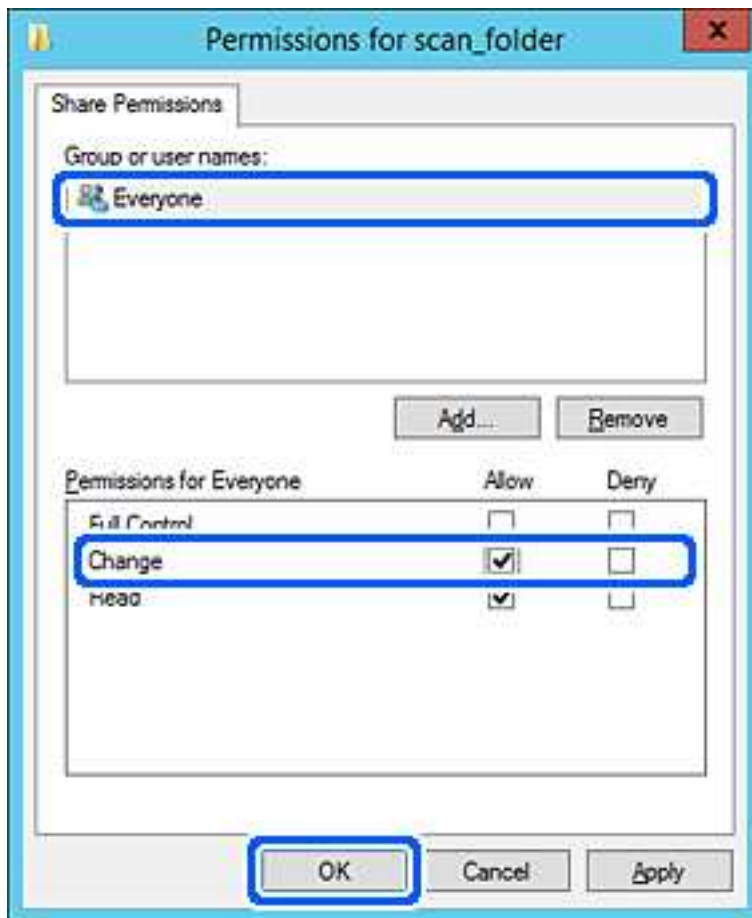 Permissions for scan_folder
Share Permissions
Group or user names:
Everyone
Add... Remove
Permissions for Everyone Allow Deny
Full Control
Change
Read
OK Cancel Apply